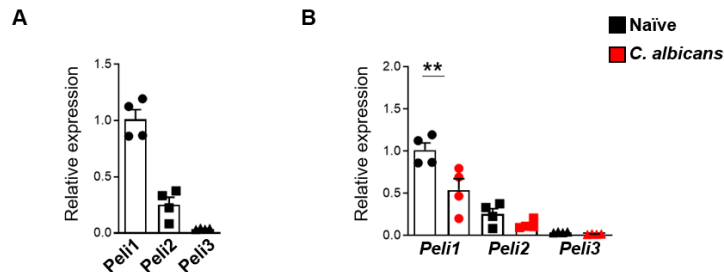 A
Relative expression
1.5
1.0
0.5
0.0
Peli1
Peli2
Peli3
B
Naïve
C. albicans
Relative expression
2.0
1.5
1.0
0.5
0.0
**
Peli1
Peli2
Peli3